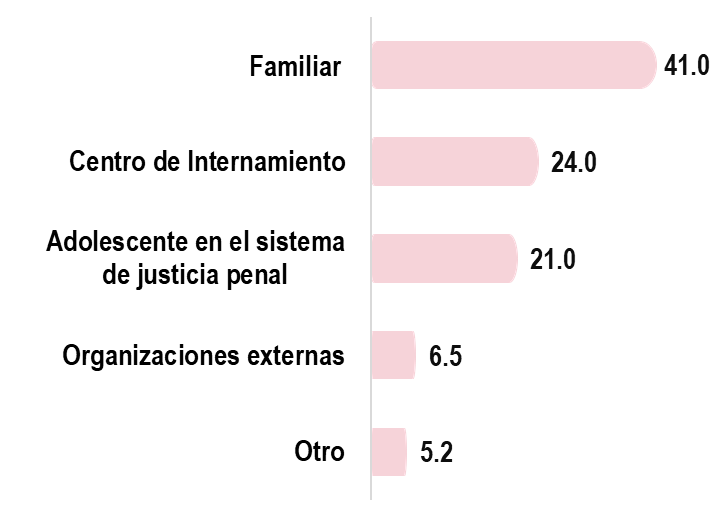 Familiar 41.0
Centro de Internamiento 24.0
Adolescente en el sistema
de justicia penal 21.0
Organizaciones externas 6.5
Otro 5.2